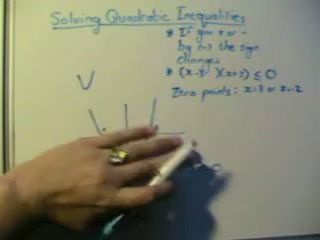 Solving Quadratic Inequalities
* If you x or ÷
by (-) the sign
changes
* (x-3)(x+2) ≤ 0
Zero points: x=3 or x=-2